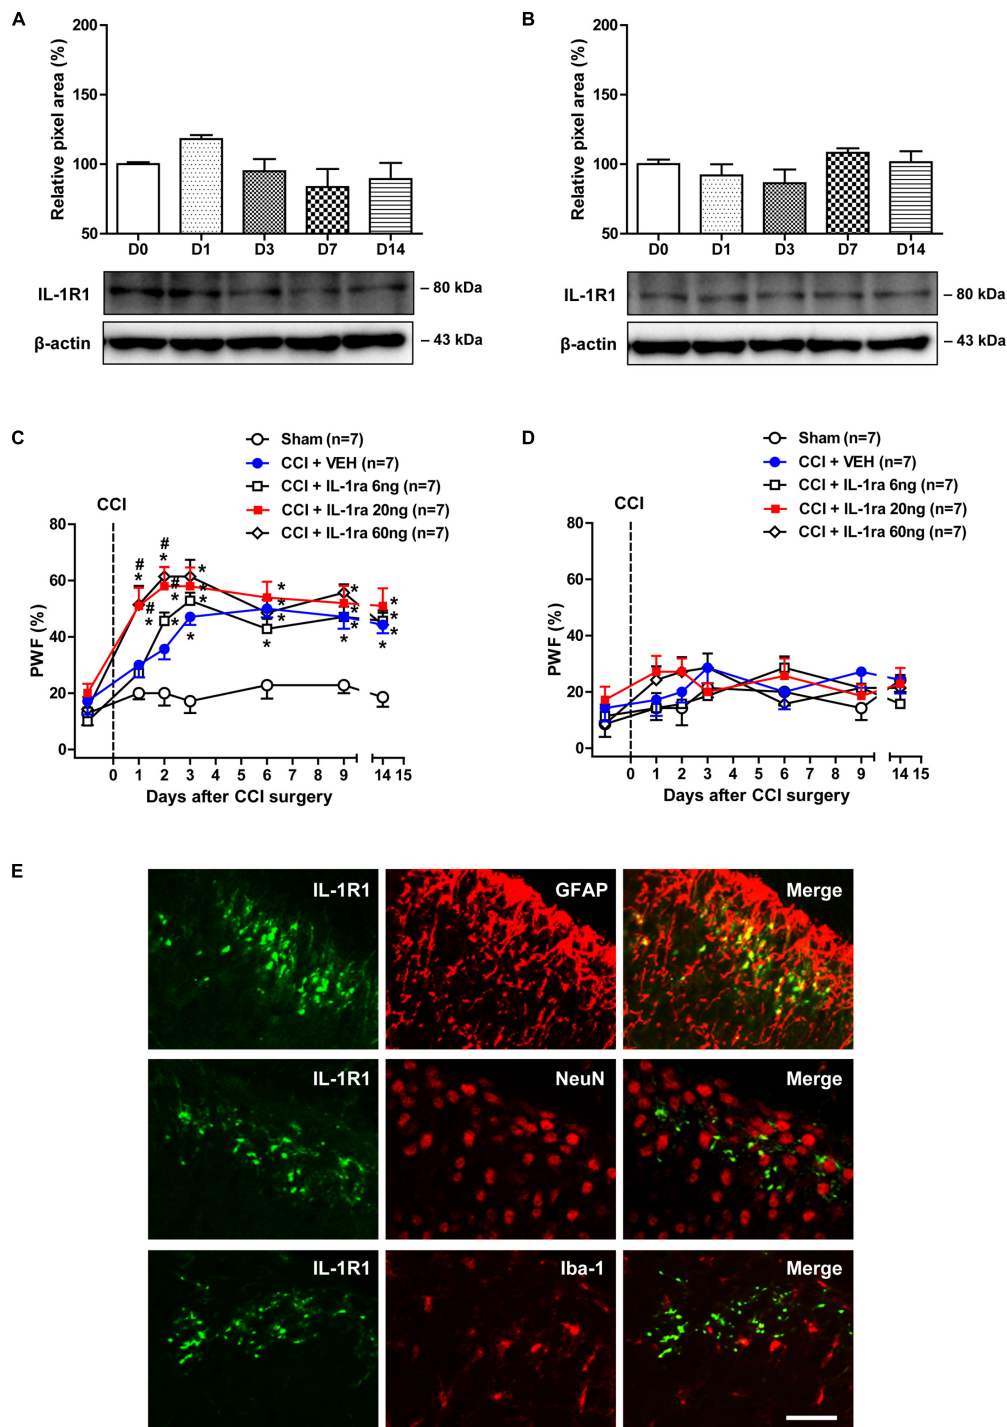 A
Relative pixel area (%)
200
150
100
50
D0 D1 D3 D7 D14
IL-1R1
– 80 kDa
β-actin
– 43 kDa
B
Relative pixel area (%)
200
150
100
50
D0 D1 D3 D7 D14
IL-1R1
– 80 kDa
β-actin
– 43 kDa
C
Sham (n=7)
CCI + VEH (n=7)
CCI + IL-1ra 6ng (n=7)
CCI + IL-1ra 20ng (n=7)
CCI + IL-1ra 60ng (n=7)
CCI
PWF (%)
80
60
40
20
0
# * # * * * * # * # * * * * * * * * * * * * * * * * *
0 1 2 3 4 5 6 7 8 9 14 15
Days after CCI surgery
D
Sham (n=7)
CCI + VEH (n=7)
CCI + IL-1ra 6ng (n=7)
CCI + IL-1ra 20ng (n=7)
CCI + IL-1ra 60ng (n=7)
CCI
PWF (%)
80
60
40
20
0
0 1 2 3 4 5 6 7 8 9 14 15
Days after CCI surgery
E
IL-1R1 GFAP Merge
IL-1R1 NeuN Merge
IL-1R1 Iba-1 Merge